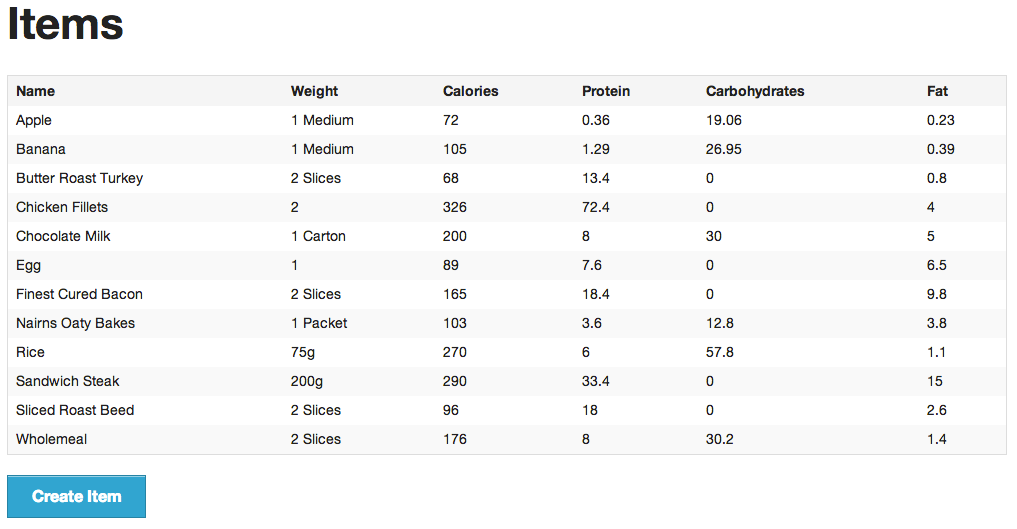 Items
Name Weight Calories Protein Carbohydrates Fat
Apple 1 Medium 72 0.36 19.06 0.23
Banana 1 Medium 105 1.29 26.95 0.39
Butter Roast Turkey 2 Slices 68 13.4 0 0.8
Chicken Fillets 2 326 72.4 0 4
Chocolate Milk 1 Carton 200 8 30 5
Egg 1 89 7.6 0 6.5
Finest Cured Bacon 2 Slices 165 18.4 0 9.8
Nairns Oaty Bakes 1 Packet 103 3.6 12.8 3.8
Rice 75g 270 6 57.8 1.1
Sandwich Steak 200g 290 33.4 0 15
Sliced Roast Beed 2 Slices 96 18 0 2.6
Wholemeal 2 Slices 176 8 30.2 1.4
Create Item